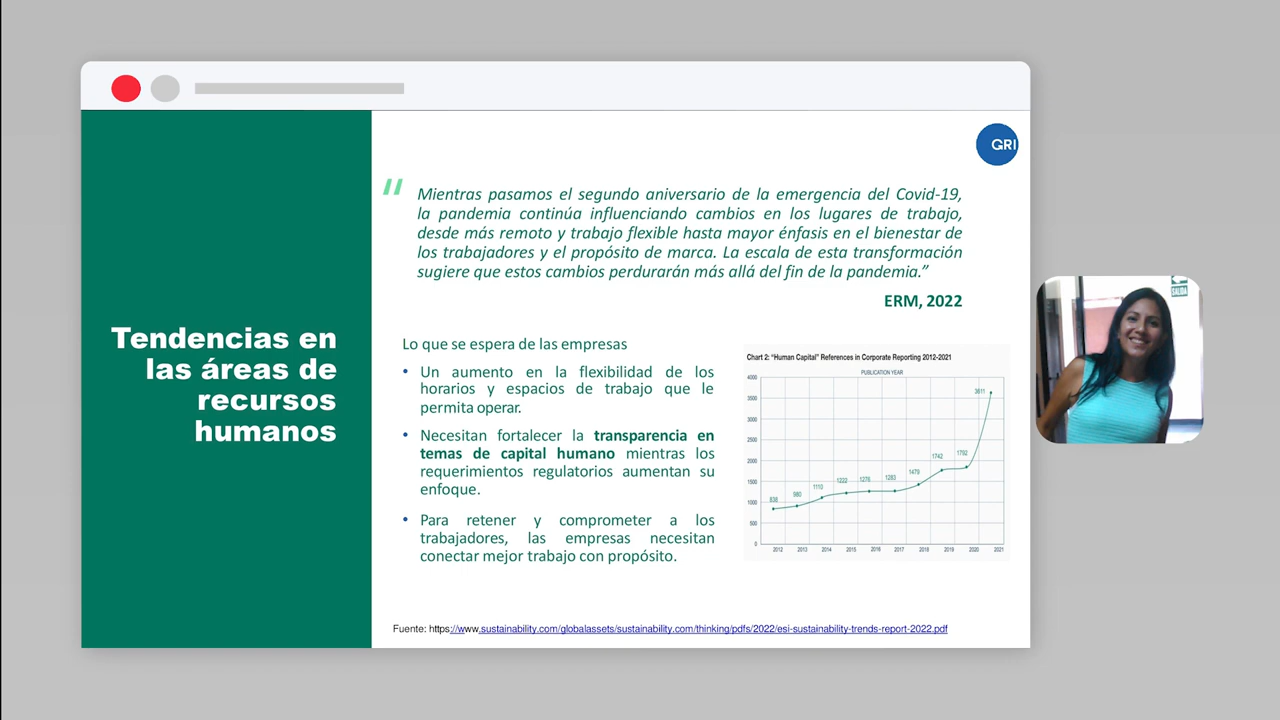 GRI
Tendencias en
las áreas de
recursos
humanos
“
Mientras pasamos el segundo aniversario de la emergencia del Covid-19,
la pandemia continúa influenciando cambios en los lugares de trabajo,
desde más remoto y trabajo flexible hasta mayor énfasis en el bienestar de
los trabajadores y el propósito de marca. La escala de esta transformación
sugiere que estos cambios perdurarán más allá del fin de la pandemia.”
ERM, 2022
Lo que se espera de las empresas
• Un aumento en la flexibilidad de los
horarios y espacios de trabajo que le
permita operar.
• Necesitan fortalecer la transparencia en
temas de capital humano mientras los
requerimientos regulatorios aumentan su
enfoque.
• Para retener y comprometer a los
trabajadores, las empresas necesitan
conectar mejor trabajo con propósito.
Chart 2: "Human Capital" References in Corporate Reporting 2012-2021
PUBLICATION YEAR
4000
3500
3000
2500
2000
1500
1000
500
0
838
980
1110
1222
1276
1283
1479
1742
1792
3611
2012 2013 2014 2015 2016 2017 2018 2019 2020 2021
Fuente: https://www.sustainability.com/globalassets/sustainability.com/thinking/pdfs/2022/esi-sustainability-trends-report-2022.pdf
SALIDA